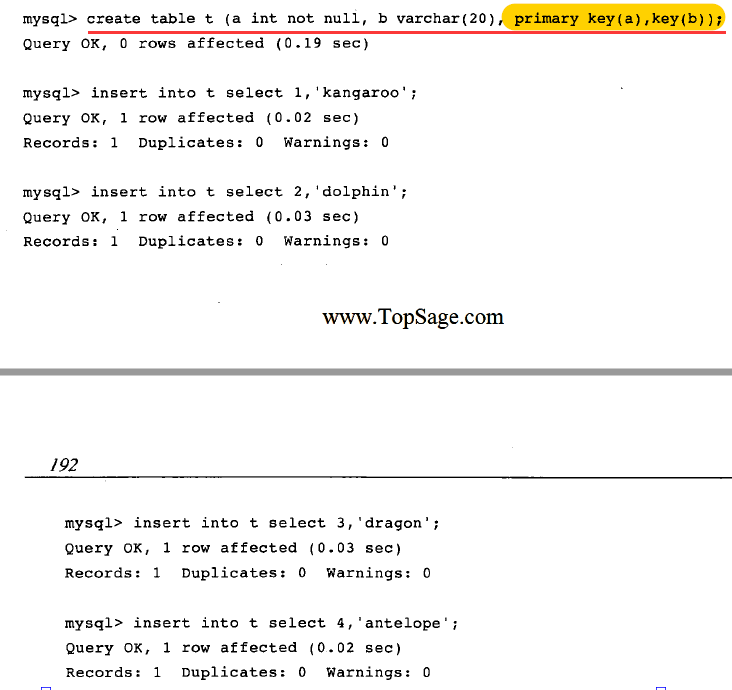 mysql> create table t (a int not null, b varchar(20), primary key(a),key(b));
Query OK, 0 rows affected (0.19 sec)
mysql> insert into t select 1,'kangaroo';
Query OK, 1 row affected (0.02 sec)
Records: 1 Duplicates: 0 Warnings: 0
mysql> insert into t select 2,'dolphin';
Query OK, 1 row affected (0.03 sec)
Records: 1 Duplicates: 0 Warnings: 0
www.TopSage.com
192
mysql> insert into t select 3,'dragon';
Query OK, 1 row affected (0.03 sec)
Records: 1 Duplicates: 0 Warnings: 0
mysql> insert into t select 4,'antelope';
Query OK, 1 row affected (0.02 sec)
Records: 1 Duplicates: 0 Warnings: 0